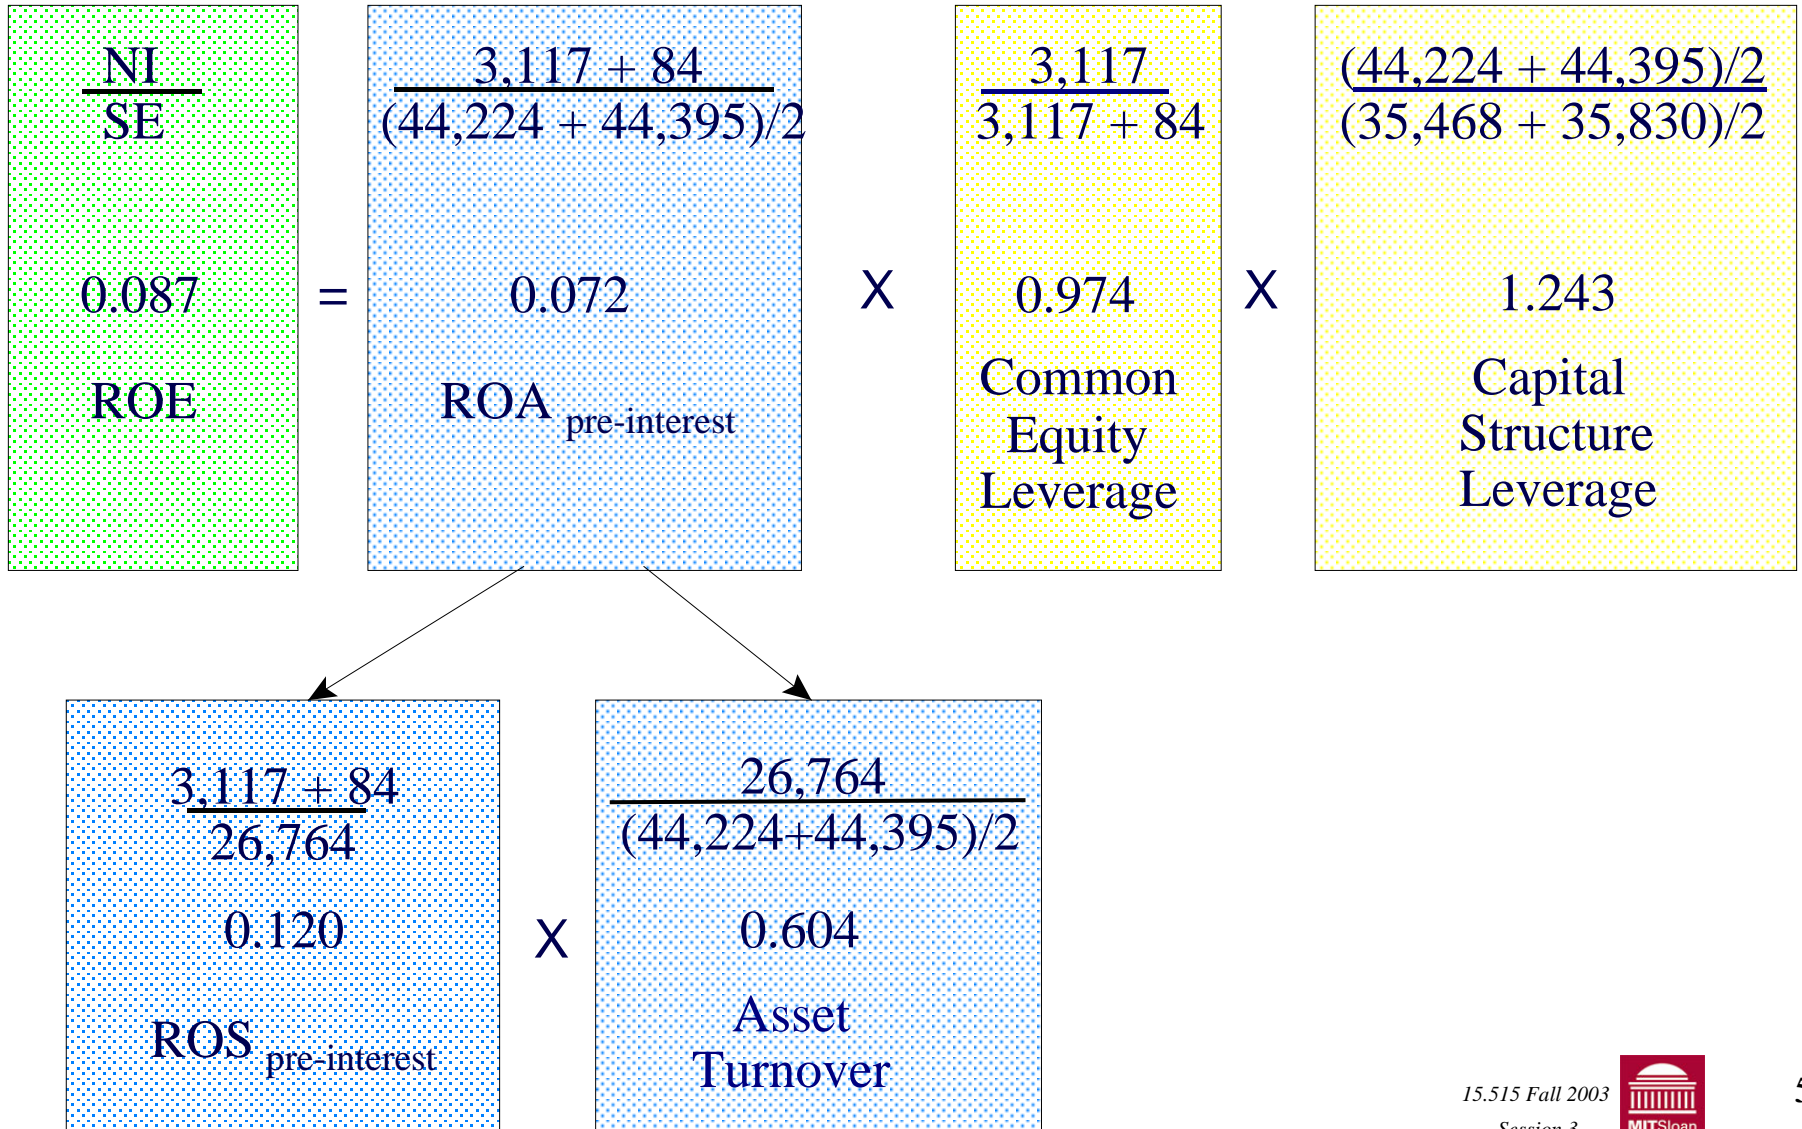 NI
SE
0.087
ROE
=
3,117 + 84
(44,224 + 44,395)/2
0.072
ROA pre-interest
X
3,117
3,117 + 84
0.974
Common
Equity
Leverage
X
(44,224 + 44,395)/2
(35,468 + 35,830)/2
1.243
Capital
Structure
Leverage
3,117 + 84
26,764
0.120
ROS pre-interest
X
26,764
(44,224+44,395)/2
0.604
Asset
Turnover
15.515 Fall 2003
Session 3
MITSloan